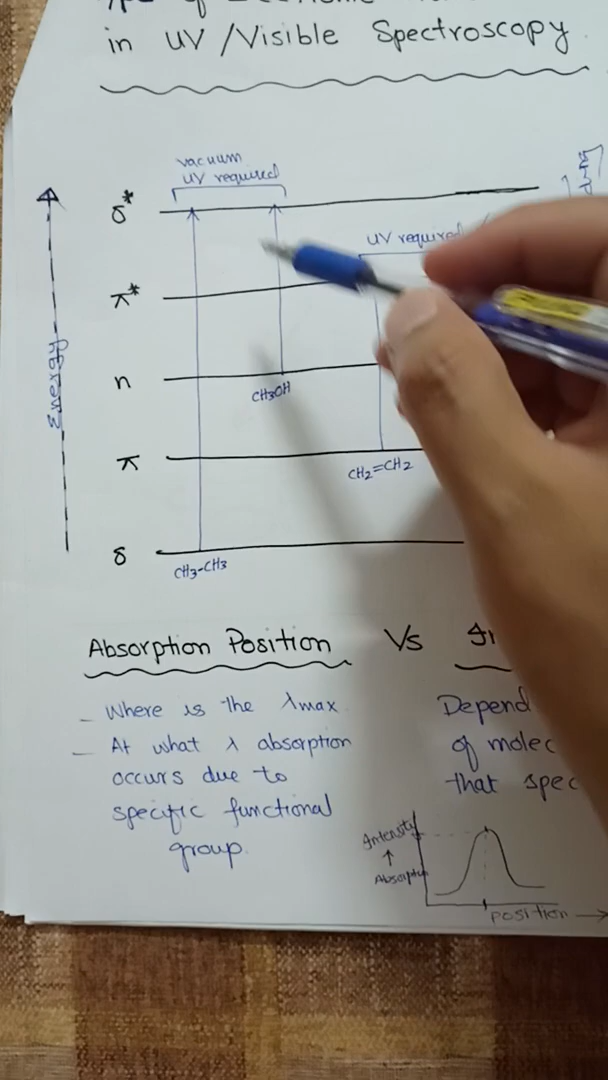 in UV /Visible Spectroscopy
vacuum
UV required
δ*
UV required
π*
n
CH3OH
π
CH2=CH2
δ
CH3-CH3
Energy
Absorption Position Vs
– Where is the λmax
– At what λ absorption
occurs due to
specific functional
group.
Depend
of molec
that spec
Intensity
↑
position →